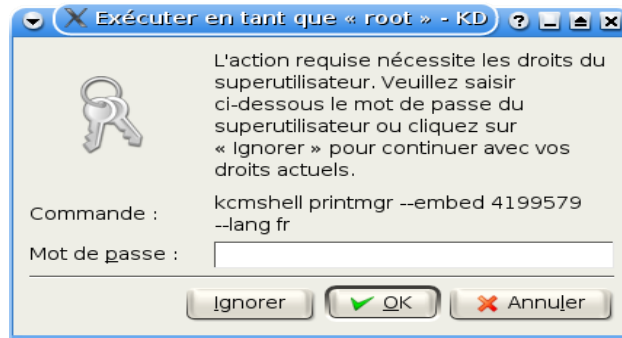 Exécuter en tant que « root » - KD
L'action requise nécessite les droits du
superutilisateur. Veuillez saisir
ci-dessous le mot de passe du
superutilisateur ou cliquez sur
« Ignorer » pour continuer avec vos
droits actuels.
Commande :
kcmshell printmgr --embed 4199579
--lang fr
Mot de passe :
Ignorer
OK
Annuler